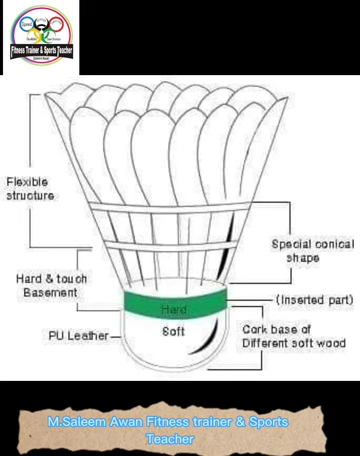 Fitness Trainer & Sports Teacher
Flexible
structure
Special conical
shape
Hard & touch
Basement
(Inserted part)
Hard
Soft
PU Leather
Cork base of
Different soft wood
M.Saleem Awan Fitness trainer & Sports
Teacher